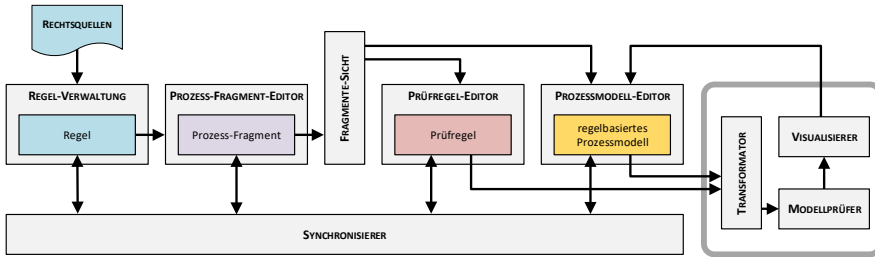 RECHTSQUELLEN
REGEL-VERWALTUNG
Regel
PROZESS-FRAGMENT-EDITOR
Prozess-Fragment
FRAGMENTE-SICHT
PRÜFREGEL-EDITOR
Prüfregel
PROZESSMODELL-EDITOR
regelbasiertes
Prozessmodell
TRANSFORMATOR
VISUALISIERER
MODELLPRÜFER
SYNCHRONISIERER